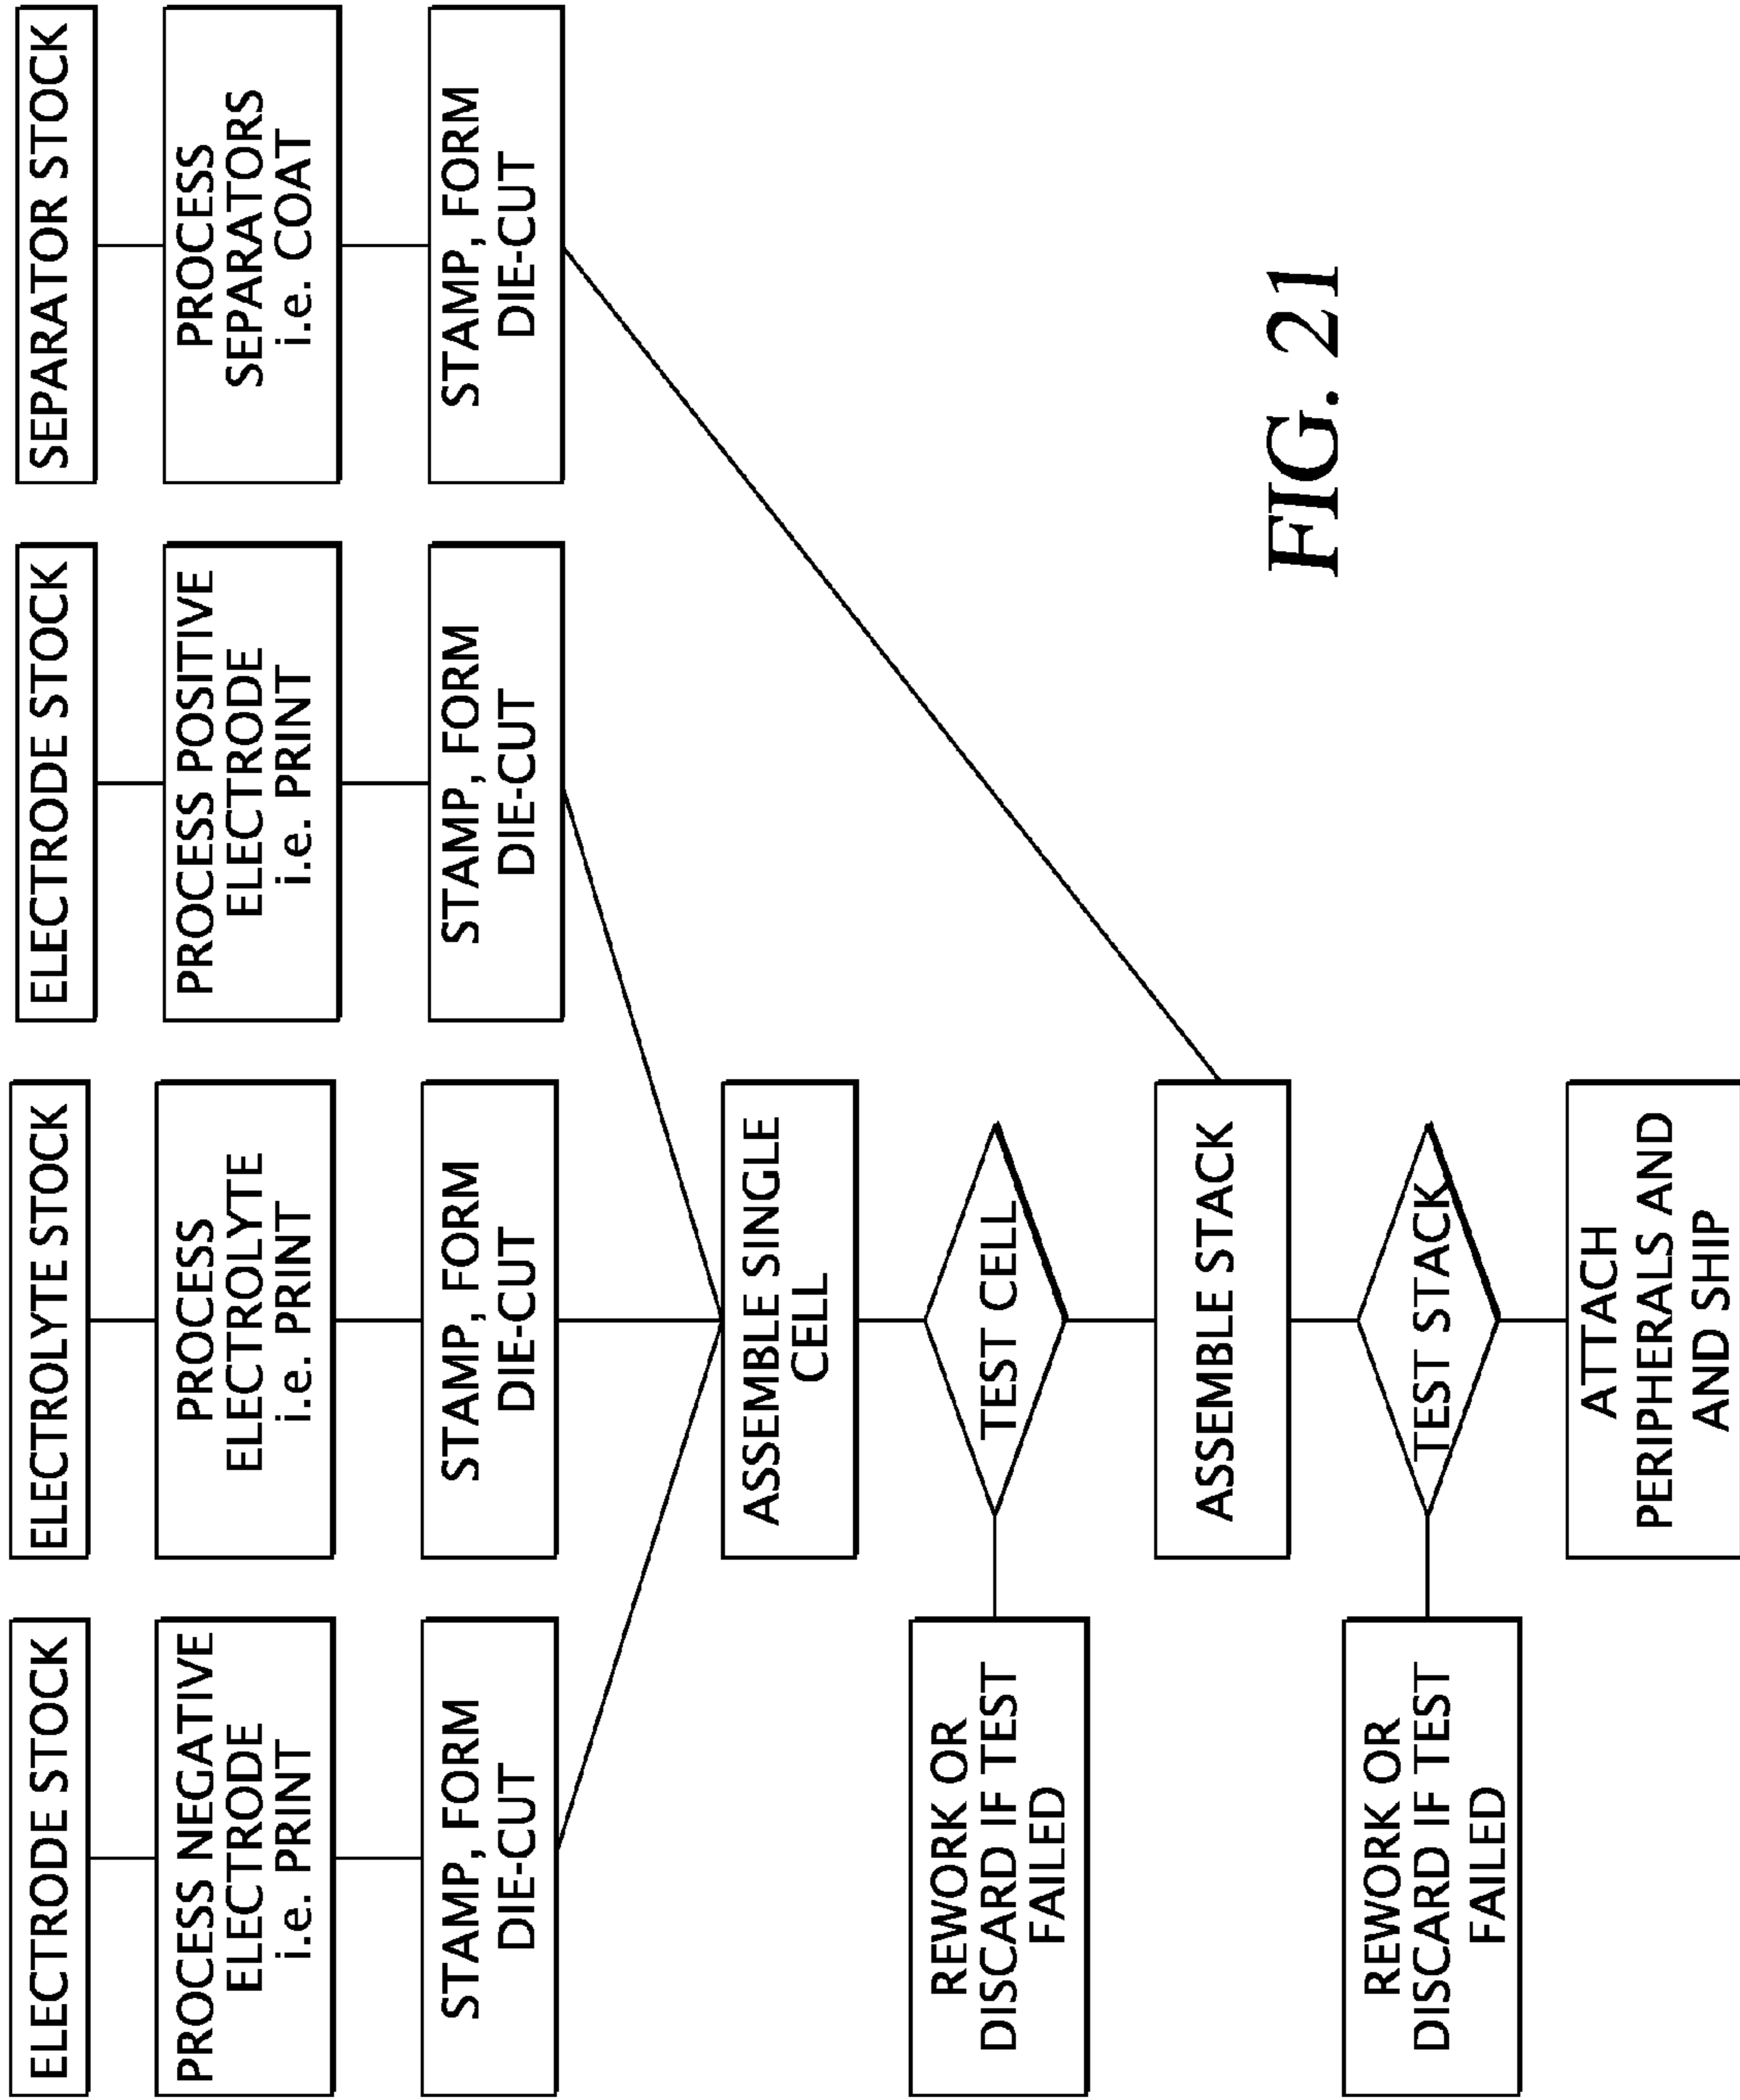 ELECTRODE STOCK
ELECTROLYTE STOCK
ELECTRODE STOCK
SEPARATOR STOCK
PROCESS NEGATIVE
ELECTRODE
i.e. PRINT
PROCESS
ELECTROLYTE
i.e. PRINT
PROCESS POSITIVE
ELECTRODE
i.e. PRINT
PROCESS
SEPARATORS
i.e. COAT
STAMP, FORM
DIE-CUT
STAMP, FORM
DIE-CUT
STAMP, FORM
DIE-CUT
STAMP, FORM
DIE-CUT
ASSEMBLE SINGLE
CELL
REWORK OR
DISCARD IF TEST
FAILED
TEST CELL
ASSEMBLE STACK
REWORK OR
DISCARD IF TEST
FAILED
TEST STACK
ATTACH
PERIPHERALS AND
AND SHIP
FIG. 21